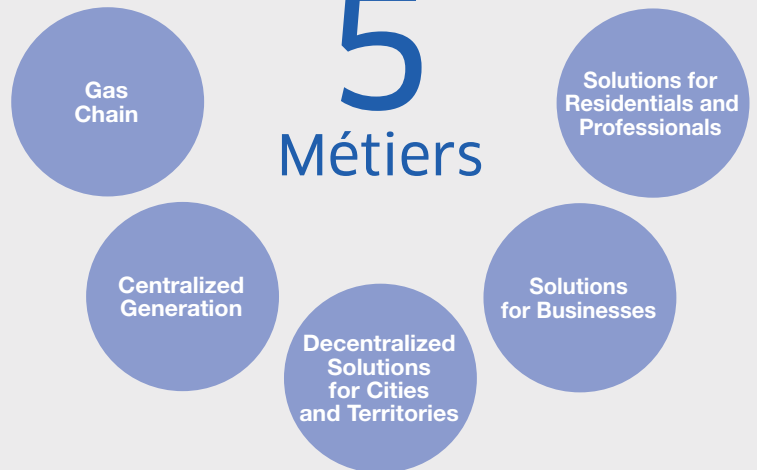 5
Métiers
Gas
Chain
Centralized
Generation
Decentralized
Solutions
for Cities
and Territories
Solutions
for Businesses
Solutions for
Residentials and
Professionals